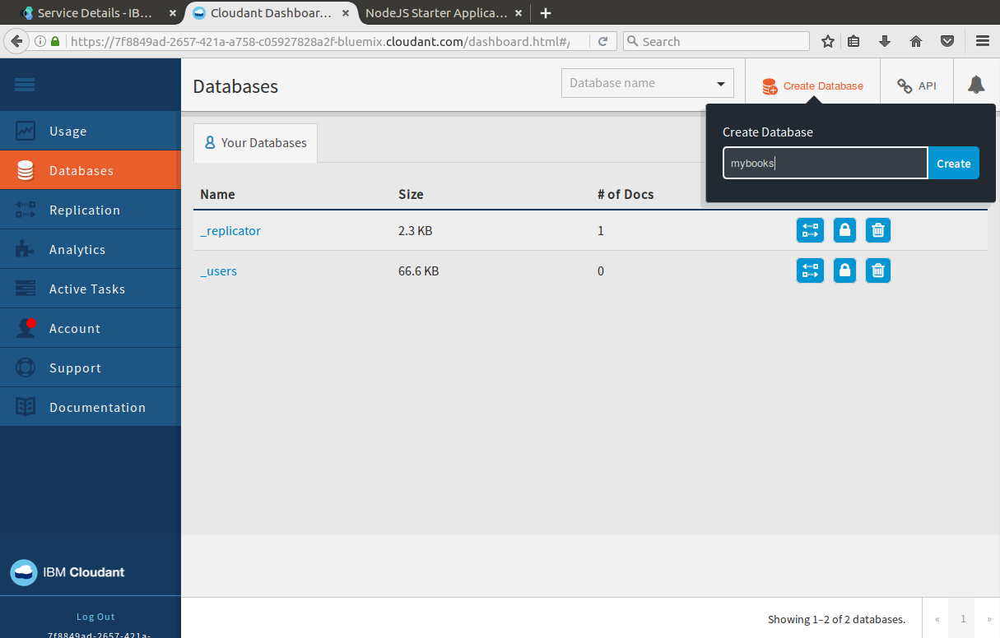 Service Details - IB...
Cloudant Dashboar...
NodeJS Starter Applica...
https://7f8849ad-2657-421a-a758-c05927828a2f-bluemix.cloudant.com/dashboard.html#/
Search
Databases
Database name
Create Database
API
Usage
Databases
Replication
Analytics
Active Tasks
Account
Support
Documentation
Create Database
mybooks
Create
Your Databases
Name Size # of Docs
_replicator 2.3 KB 1
_users 66.6 KB 0
IBM Cloudant
Log Out
7f8849ad-2657-421a-
Showing 1–2 of 2 databases.
« 1 »